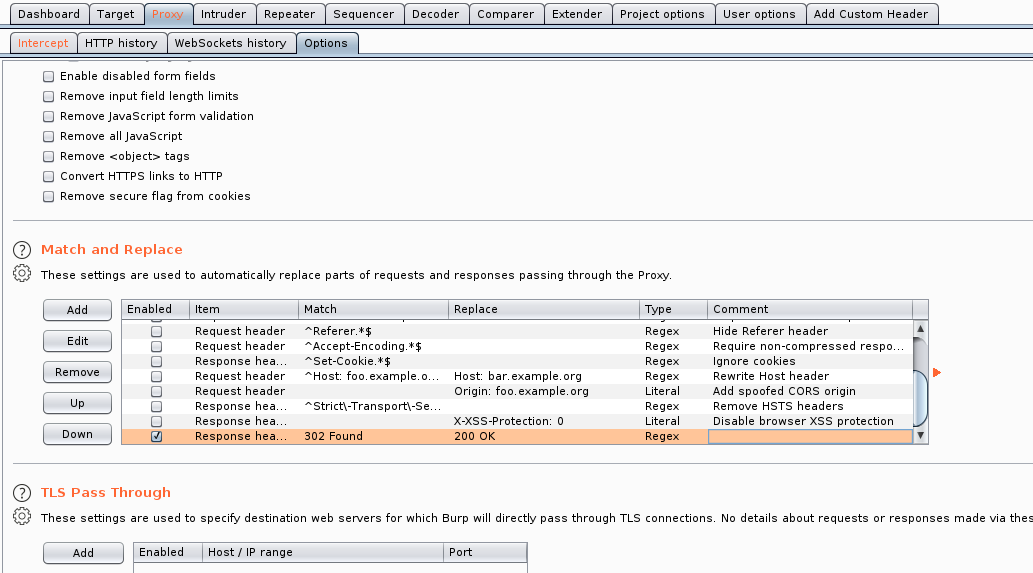 Dashboard Target Proxy Intruder Repeater Sequencer Decoder Comparer Extender Project options User options Add Custom Header
Intercept HTTP history WebSockets history Options
Enable disabled form fields
Remove input field length limits
Remove JavaScript form validation
Remove all JavaScript
Remove <object> tags
Convert HTTPS links to HTTP
Remove secure flag from cookies
? Match and Replace
These settings are used to automatically replace parts of requests and responses passing through the Proxy.
Add
Edit
Remove
Up
Down
Enabled Item Match Replace Type Comment
Request header ^Referer.*$ Regex Hide Referer header
Request header ^Accept-Encoding.*$ Regex Require non-compressed respo...
Response hea... ^Set-Cookie.*$ Regex Ignore cookies
Request header ^Host: foo.example.o... Host: bar.example.org Regex Rewrite Host header
Request header Origin: foo.example.org Literal Add spoofed CORS origin
Response hea... ^Strict\-Transport\-Se... Regex Remove HSTS headers
Response hea... X-XSS-Protection: 0 Literal Disable browser XSS protection
Response hea... 302 Found 200 OK Regex
? TLS Pass Through
These settings are used to specify destination web servers for which Burp will directly pass through TLS connections. No details about requests or responses made via these
Add
Enabled Host / IP range Port